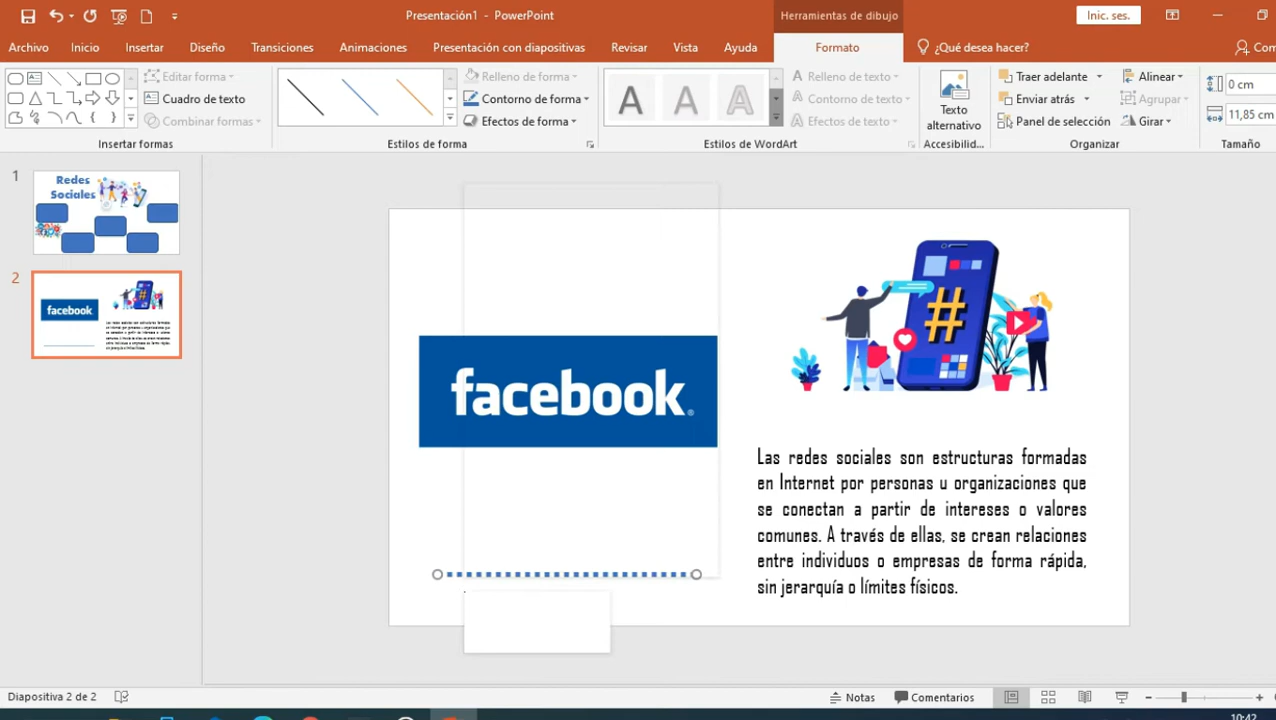 Presentación1 - PowerPoint
Herramientas de dibujo
Inic. ses.
Archivo Inicio Insertar Diseño Transiciones Animaciones Presentación con diapositivas Revisar Vista Ayuda Formato ¿Qué desea hacer?
Editar forma
Cuadro de texto
Combinar formas
Insertar formas
Relleno de forma
Contorno de forma
Efectos de forma
Estilos de forma
A A A
Relleno de texto
Contorno de texto
Efectos de texto
Estilos de WordArt
Texto
alternativo
Accesibilid...
Traer adelante
Enviar atrás
Panel de selección
Alinear
Agrupar
Girar
Organizar
0 cm
11,85 cm
Tamaño
1
Redes
Sociales
2
facebook
facebook
#
Las redes sociales son estructuras formadas
en Internet por personas u organizaciones que
se conectan a partir de intereses o valores
comunes. A través de ellas, se crean relaciones
entre individuos o empresas de forma rápida,
sin jerarquía o límites físicos.
Diapositiva 2 de 2
Notas
Comentarios
10:42